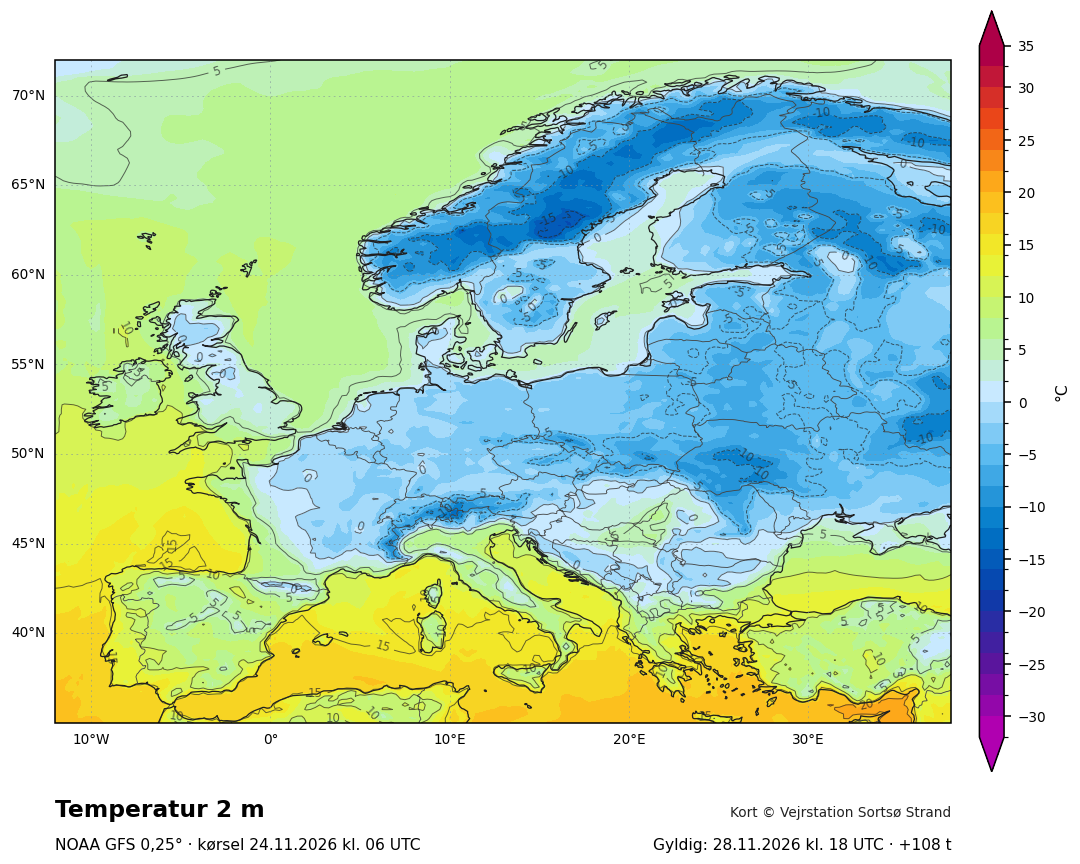 35
30
25
20
15
10
5
0
−5
−10
−15
−20
−25
−30
°C
70°N
65°N
60°N
55°N
50°N
45°N
40°N
10°W 0° 10°E 20°E 30°E
Temperatur 2 m
Kort © Vejrstation Sortsø Strand
NOAA GFS 0,25° · kørsel 24.11.2026 kl. 06 UTC
Gyldig: 28.11.2026 kl. 18 UTC · +108 t